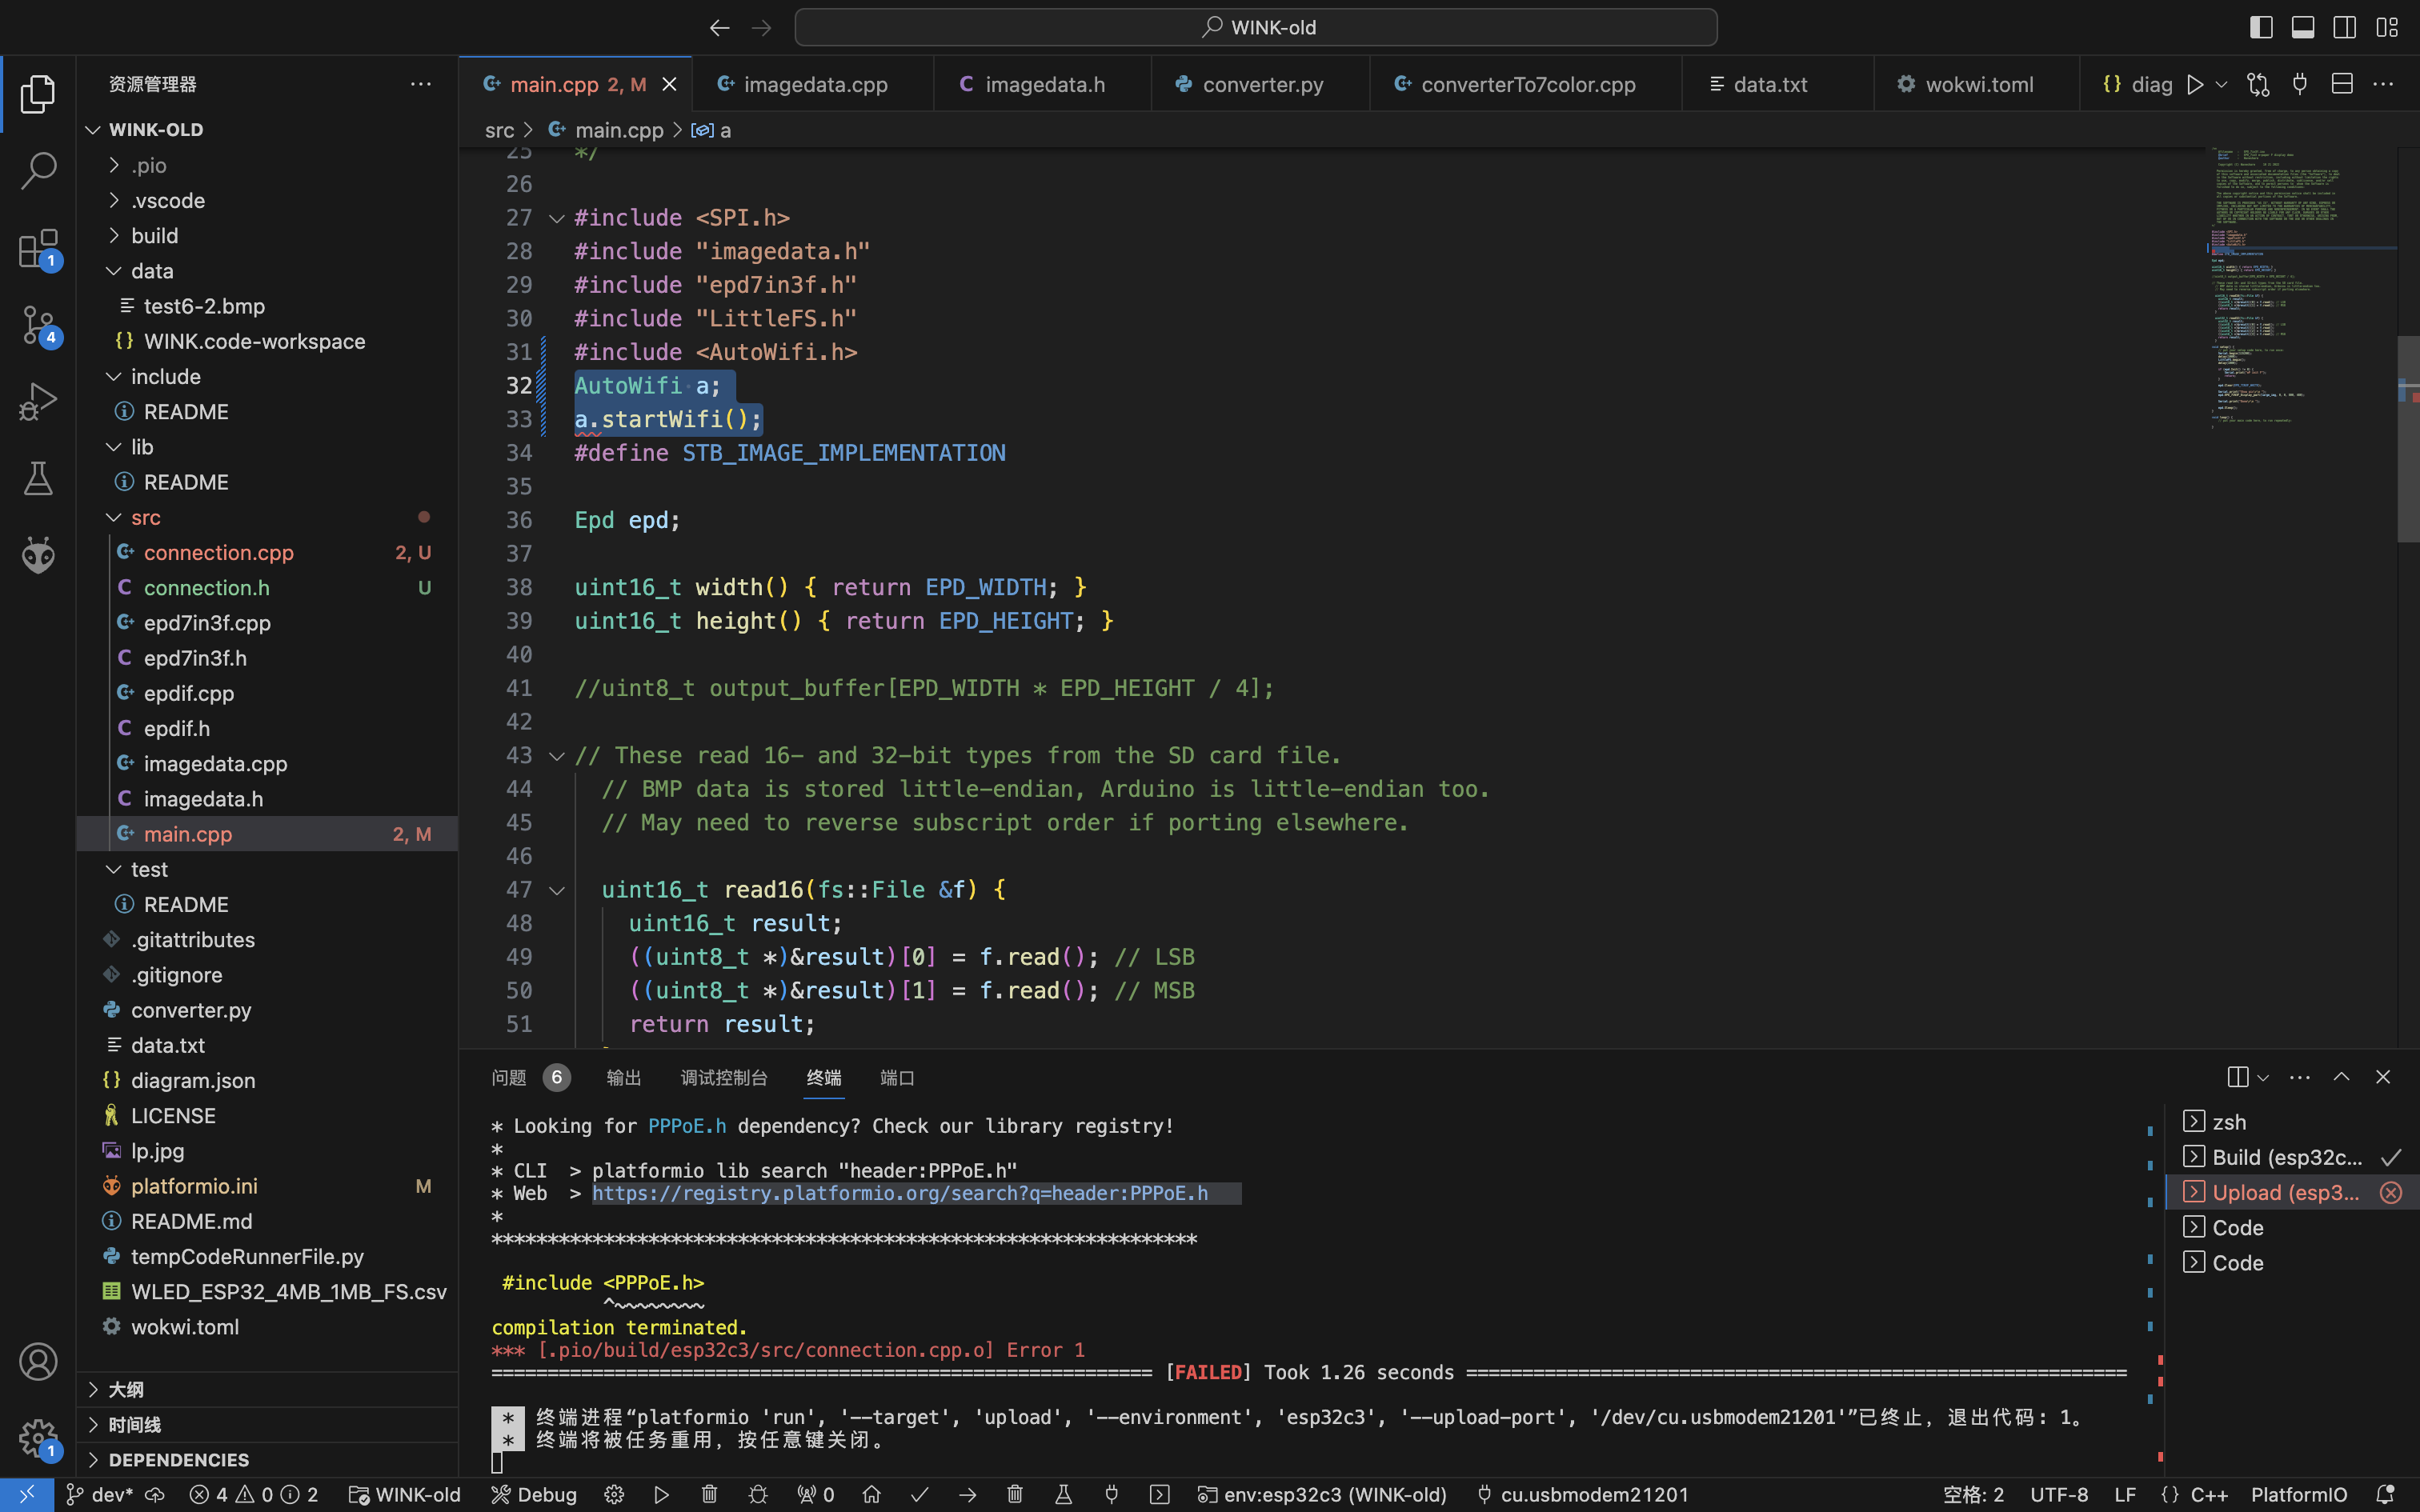 WINK-old
资源管理器
WINK-OLD
.pio
.vscode
build
data
test6-2.bmp
WINK.code-workspace
include
README
lib
README
src
connection.cpp 2, U
connection.h U
epd7in3f.cpp
epd7in3f.h
epdif.cpp
epdif.h
imagedata.cpp
imagedata.h
main.cpp 2, M
test
README
.gitattributes
.gitignore
converter.py
data.txt
diagram.json
LICENSE
lp.jpg
platformio.ini M
README.md
tempCodeRunnerFile.py
WLED_ESP32_4MB_1MB_FS.csv
wokwi.toml
大纲
时间线
DEPENDENCIES
1
4
1
main.cpp 2, M
imagedata.cpp
imagedata.h
converter.py
converterTo7color.cpp
data.txt
wokwi.toml
diag
src > main.cpp > a
25 */
26
27 #include <SPI.h>
28 #include "imagedata.h"
29 #include "epd7in3f.h"
30 #include "LittleFS.h"
31 #include <AutoWifi.h>
32 AutoWifi a;
33 a.startWifi();
34 #define STB_IMAGE_IMPLEMENTATION
35
36 Epd epd;
37
38 uint16_t width() { return EPD_WIDTH; }
39 uint16_t height() { return EPD_HEIGHT; }
40
41 //uint8_t output_buffer[EPD_WIDTH * EPD_HEIGHT / 4];
42
43 // These read 16- and 32-bit types from the SD card file.
44 // BMP data is stored little-endian, Arduino is little-endian too.
45 // May need to reverse subscript order if porting elsewhere.
46
47 uint16_t read16(fs::File &f) {
48 uint16_t result;
49 ((uint8_t *)&result)[0] = f.read(); // LSB
50 ((uint8_t *)&result)[1] = f.read(); // MSB
51 return result;
问题 6 输出 调试控制台 终端 端口
* Looking for PPPoE.h dependency? Check our library registry!
*
* CLI > platformio lib search "header:PPPoE.h"
* Web > https://registry.platformio.org/search?q=header:PPPoE.h
*
***************************************************************
#include <PPPoE.h>
^~~~~~~~~
compilation terminated.
*** [.pio/build/esp32c3/src/connection.cpp.o] Error 1
=========================================================== [FAILED] Took 1.26 seconds ===========================================================
* 终端进程“platformio 'run', '--target', 'upload', '--environment', 'esp32c3', '--upload-port', '/dev/cu.usbmodem21201'”已终止，退出代码: 1。
* 终端将被任务重用，按任意键关闭。
zsh
Build (esp32c...
Upload (esp3...
Code
Code
dev* 4 0 2 WINK-old Debug 0 env:esp32c3 (WINK-old) cu.usbmodem21201 空格: 2 UTF-8 LF {} C++ PlatformIO